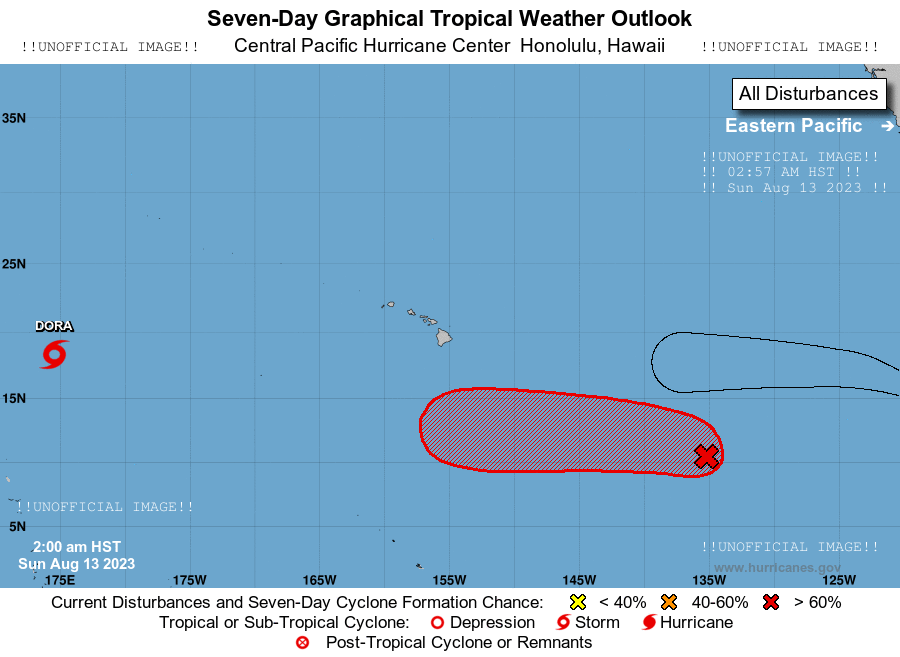 Seven-Day Graphical Tropical Weather Outlook
!!UNOFFICIAL IMAGE!! Central Pacific Hurricane Center Honolulu, Hawaii !!UNOFFICIAL IMAGE!!
All Disturbances
35N
Eastern Pacific
!!UNOFFICIAL IMAGE!!
!! 02:57 AM HST !!
!! Sun Aug 13 2023 !!
25N
DORA
15N
!!UNOFFICIAL IMAGE!!
5N
2:00 am HST
Sun Aug 13 2023
!!UNOFFICIAL IMAGE!!
www.hurricanes.gov
175E 175W 165W 155W 145W 135W 125W
Current Disturbances and Seven-Day Cyclone Formation Chance: < 40% 40-60% > 60%
Tropical or Sub-Tropical Cyclone: Depression Storm Hurricane
Post-Tropical Cyclone or Remnants